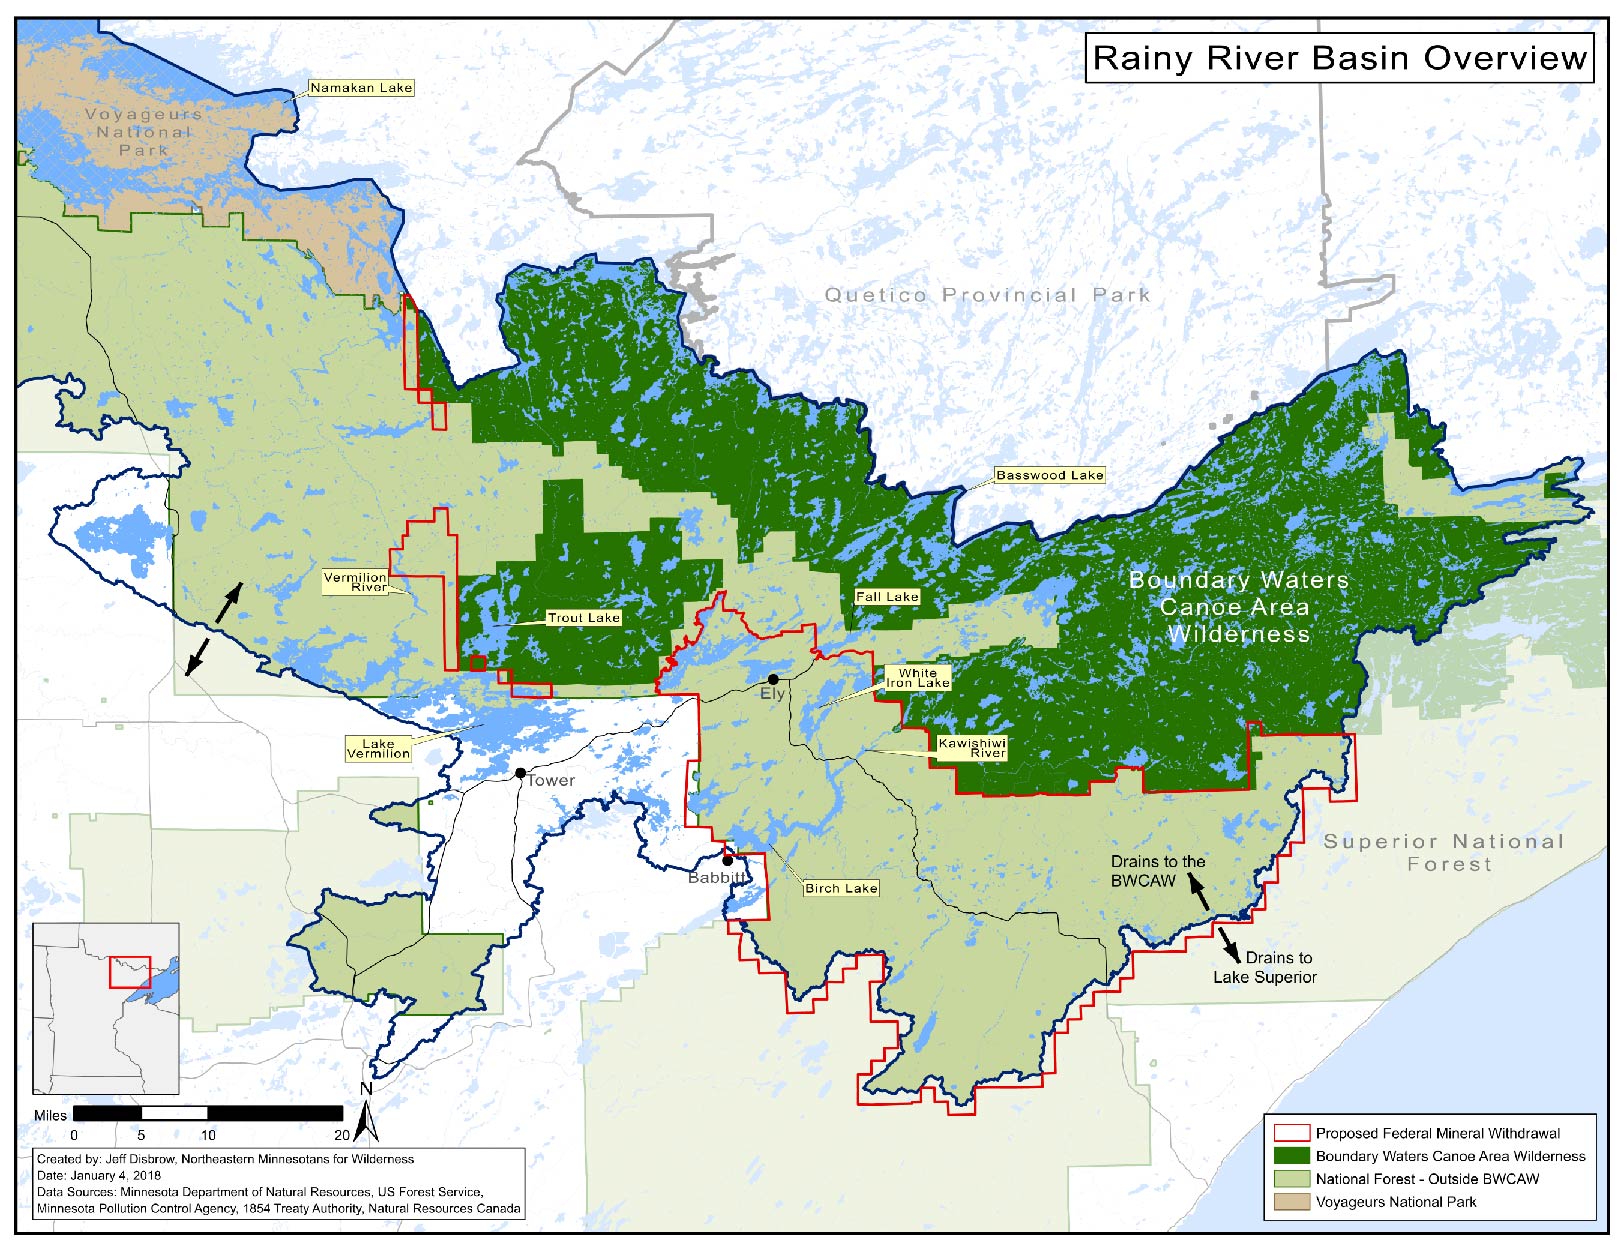 Rainy River Basin Overview
Namakan Lake
Voyageurs
National
Park
Quetico Provincial Park
Basswood Lake
Boundary Waters
Canoe Area
Wilderness
Vermilion
River
Trout Lake
Fall Lake
White
Iron Lake
Ely
Lake
Vermilion
Kawishiwi
River
Tower
Babbitt
Birch Lake
Superior National
Forest
Drains to the
BWCAW
Drains to
Lake Superior
N
Miles
0 5 10 20
Created by: Jeff Disbrow, Northeastern Minnesotans for Wilderness
Date: January 4, 2018
Data Sources: Minnesota Department of Natural Resources, US Forest Service,
Minnesota Pollution Control Agency, 1854 Treaty Authority, Natural Resources Canada
Proposed Federal Mineral Withdrawal
Boundary Waters Canoe Area Wilderness
National Forest - Outside BWCAW
Voyageurs National Park